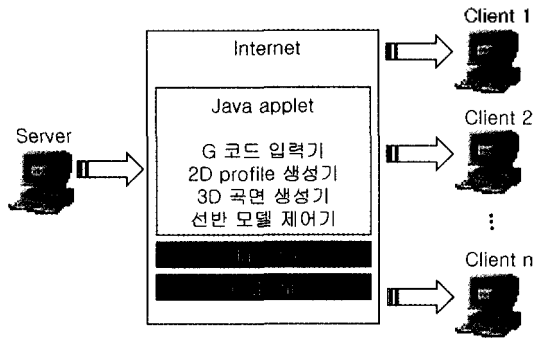 Client 1
Internet
Java applet
Server
Client 2
G 코드 입력기
2D profile 생성기
3D 곡면 생성기
선반 모델 제어기
Client n